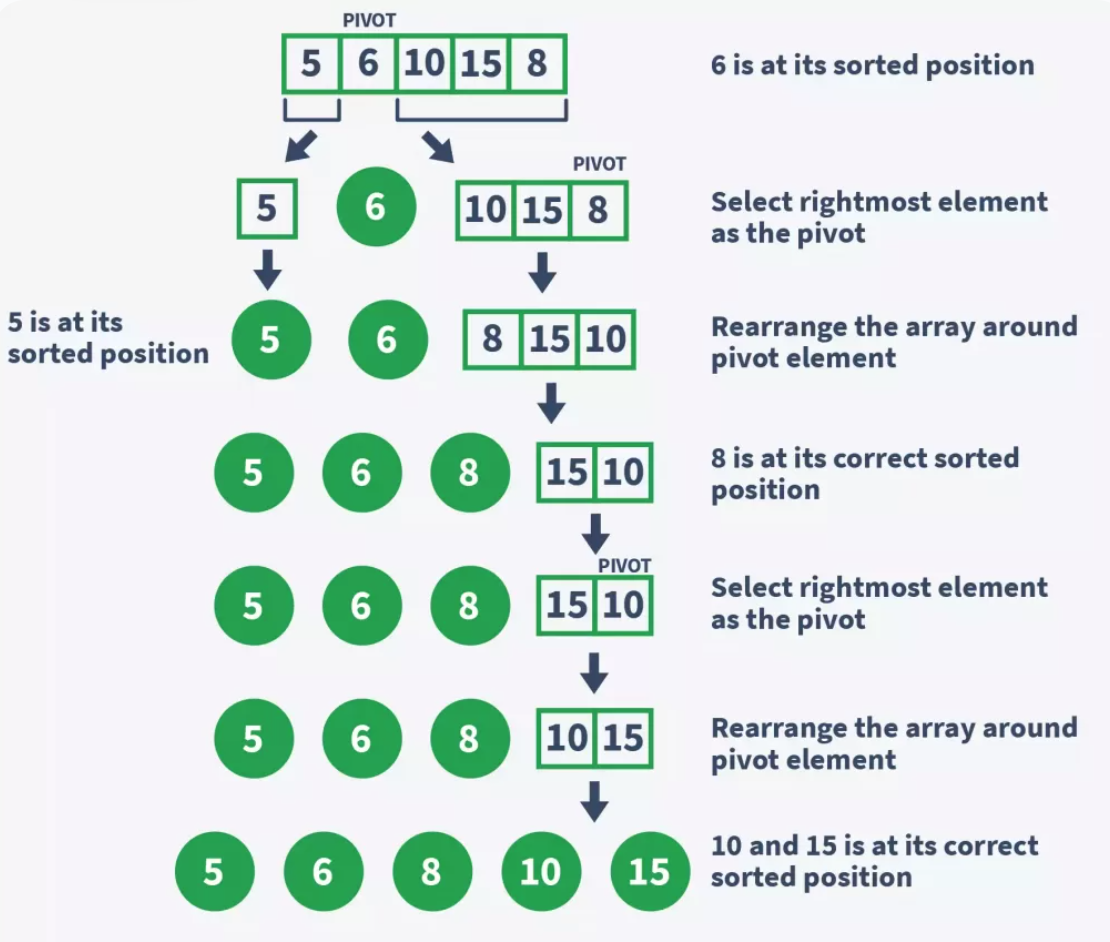 PIVOT
5 6 10 15 8
6 is at its sorted position
PIVOT
5 6 10 15 8
Select rightmost element
as the pivot
5 is at its
sorted position
5 6 8 15 10
Rearrange the array around
pivot element
5 6 8 15 10
8 is at its correct sorted
position
PIVOT
5 6 8 15 10
Select rightmost element
as the pivot
5 6 8 10 15
Rearrange the array around
pivot element
5 6 8 10 15
10 and 15 is at its correct
sorted position